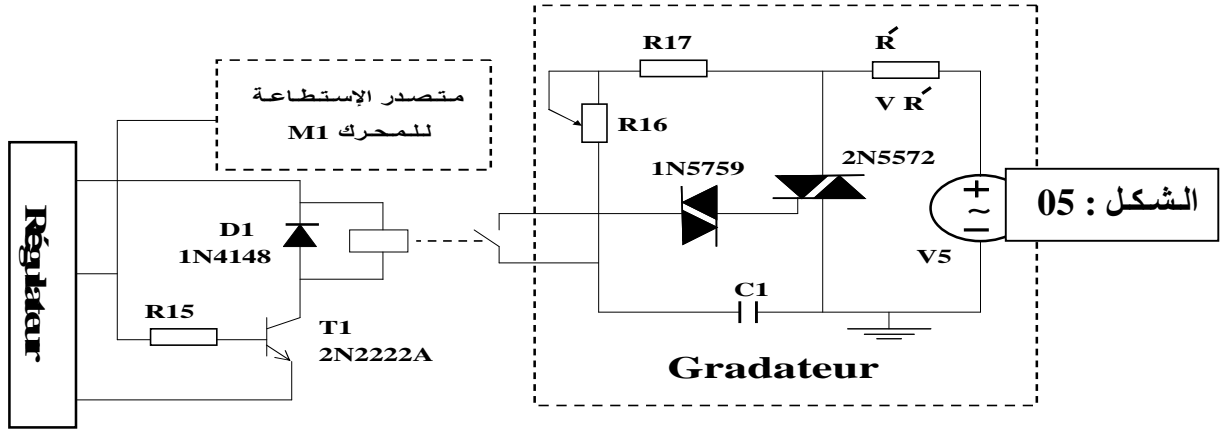 R17
Ŕ
متصدر الإستطاعة
للمحرك M1
V Ŕ
R16
1N5759
2N5572
الشكل : 05
Régulateur
D1
1N4148
+
~
V5
C1
R15
T1
2N2222A
Gradateur